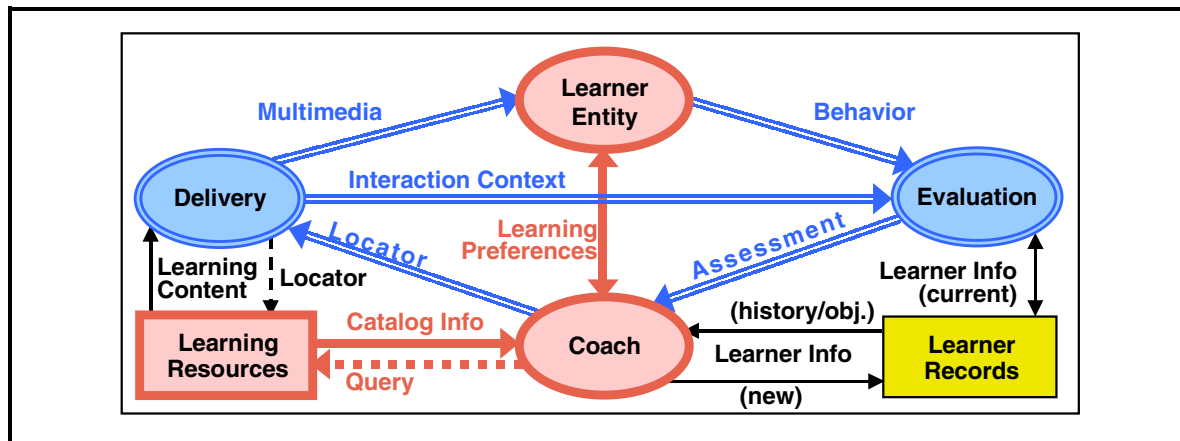 Learner
Entity
Multimedia
Behavior
Delivery
Interaction Context
Evaluation
Learning
Preferences
Locator
Assessment
Learning
Content
Locator
Learner Info
(current)
Learning
Resources
Catalog Info
Query
Coach
(history/obj.)
Learner Info
(new)
Learner
Records